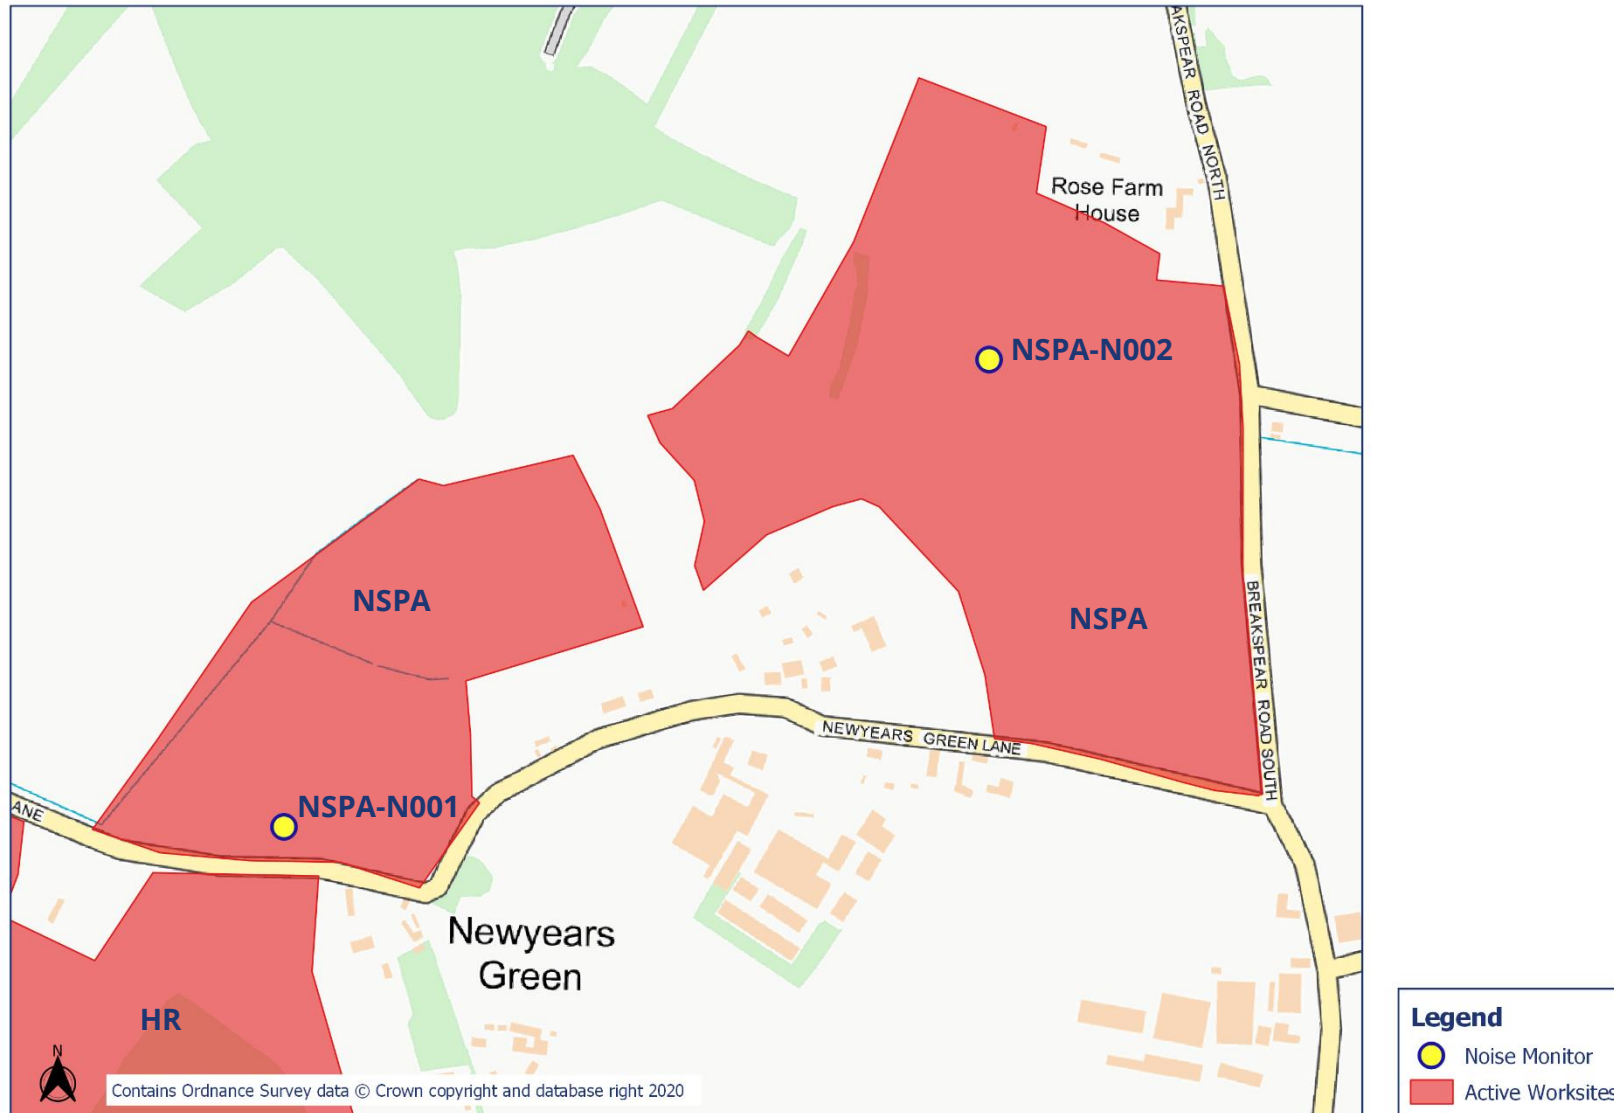 AKSPEAR ROAD NORTH
Rose Farm
House
NSPA-N002
NSPA
NSPA
BREAKSPEAR ROAD SOUTH
NEWYEARS GREEN LANE
NSPA-N001
ANE
Newyears
Green
HR
N
Contains Ordnance Survey data © Crown copyright and database right 2020
Legend
Noise Monitor
Active Worksites